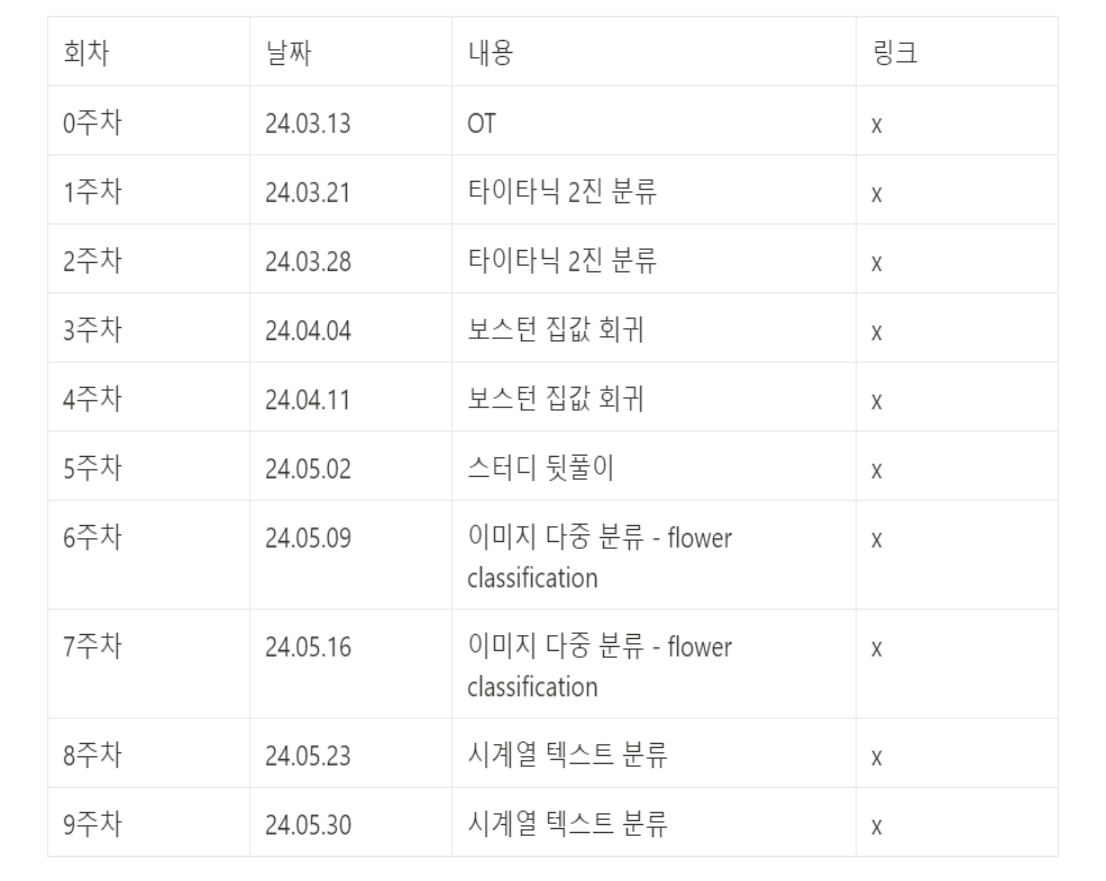 회차 날짜 내용 링크
0주차 24.03.13 OT x
1주차 24.03.21 타이타닉 2진 분류 x
2주차 24.03.28 타이타닉 2진 분류 x
3주차 24.04.04 보스턴 집값 회귀 x
4주차 24.04.11 보스턴 집값 회귀 x
5주차 24.05.02 스터디 뒷풀이 x
6주차 24.05.09 이미지 다중 분류 - flower x
classification
7주차 24.05.16 이미지 다중 분류 - flower x
classification
8주차 24.05.23 시계열 텍스트 분류 x
9주차 24.05.30 시계열 텍스트 분류 x